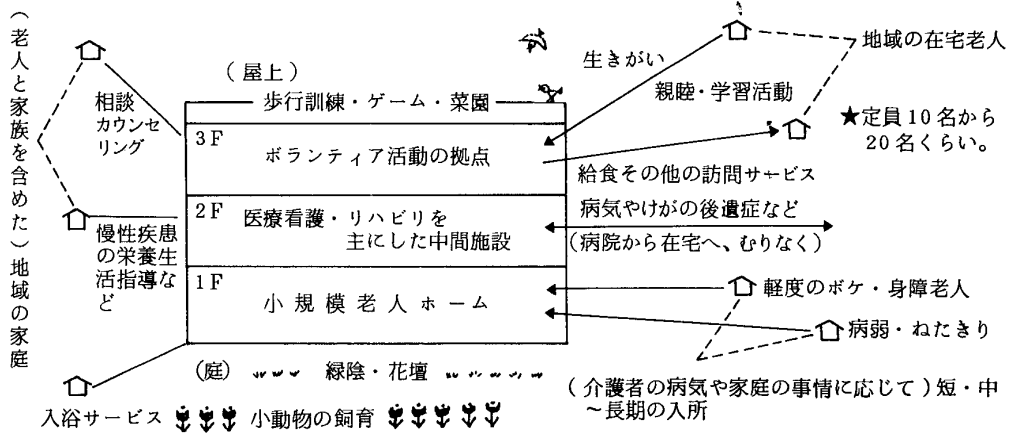 （老人と家族を含めた）地域の家庭
相談
カウンセ
リング
慢性疾患
の栄養生
活指導な
ど
入浴サービス
（屋上）
歩行訓練・ゲーム・菜園
3F
ボランティア活動の拠点
2F
医療看護・リハビリを
主にした中間施設
1F
小規模老人ホーム
（庭）
緑陰・花壇
小動物の飼育
生きがい
親睦・学習活動
地域の在宅老人
★定員10名から
20名くらい。
給食その他の訪問サービス
病気やけがの後遺症など
（病院から在宅へ、むりなく）
軽度のボケ・身障老人
病弱・ねたきり
（介護者の病気や家庭の事情に応じて）短・中
～長期の入所